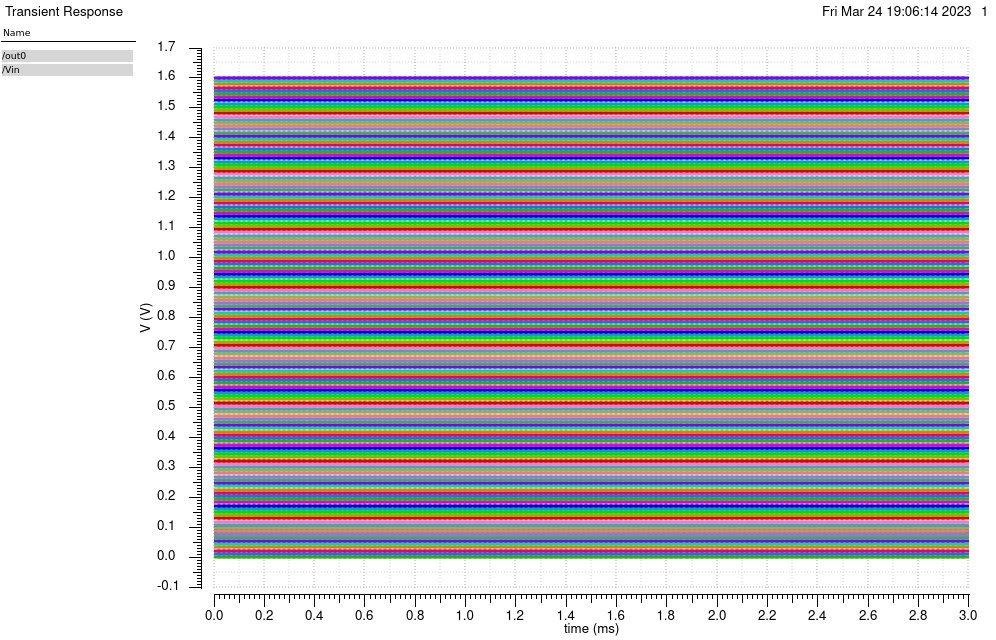 Transient Response
Fri Mar 24 19:06:14 2023 1
Name
/out0
/Vin
V (V)
1.7
1.6
1.5
1.4
1.3
1.2
1.1
1.0
0.9
0.8
0.7
0.6
0.5
0.4
0.3
0.2
0.1
0.0
-0.1
0.0 0.2 0.4 0.6 0.8 1.0 1.2 1.4 1.6 1.8 2.0 2.2 2.4 2.6 2.8 3.0
time (ms)